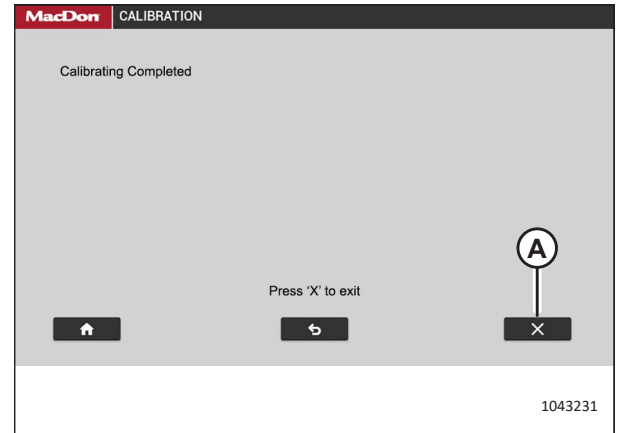 MacDon CALIBRATION
Calibrating Completed
A
Press ‘X’ to exit
1043231